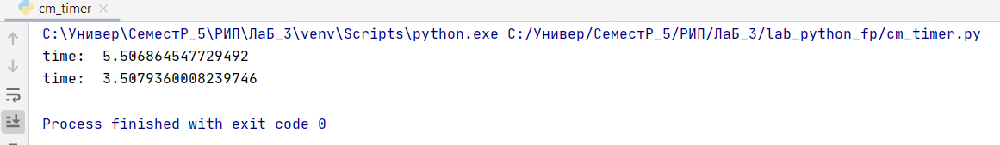 cm_timer
C:\Универ\СеместР_5\РИП\ЛаБ_3\venv\Scripts\python.exe C:/Универ/СеместР_5/РИП/ЛаБ_3/lab_python_fp/cm_timer.py
time:  5.506864547729492
time:  3.5079360008239746
Process finished with exit code 0